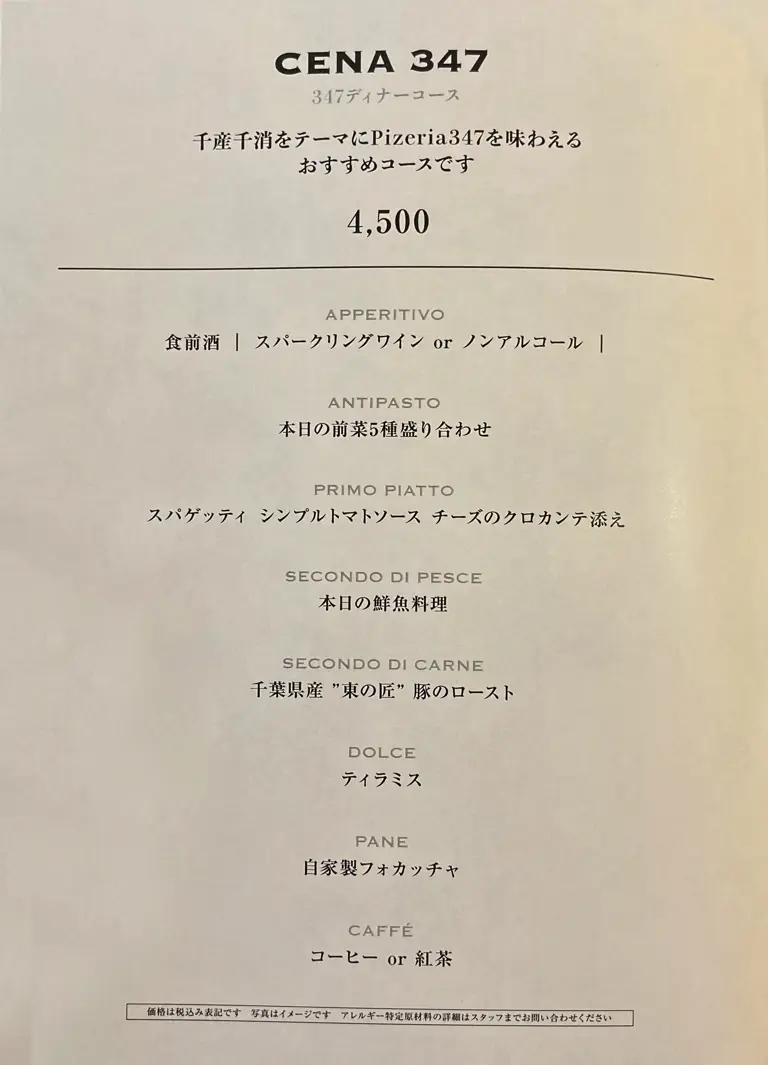 CENA 347
347ディナーコース
千産千消をテーマにPizeria347を味わえる
おすすめコースです
4,500
APPERITIVO
食前酒 | スパークリングワイン or ノンアルコール |
ANTIPASTO
本日の前菜5種盛り合わせ
PRIMO PIATTO
スパゲッティ シンプルトマトソース チーズのクロカンテ添え
SECONDO DI PESCE
本日の鮮魚料理
SECONDO DI CARNE
千葉県産 ”東の匠” 豚のロースト
DOLCE
ティラミス
PANE
自家製フォカッチャ
CAFFÉ
コーヒー or 紅茶
価格は税込み表記です 写真はイメージです アレルギー特定原材料の詳細はスタッフまでお問い合わせください